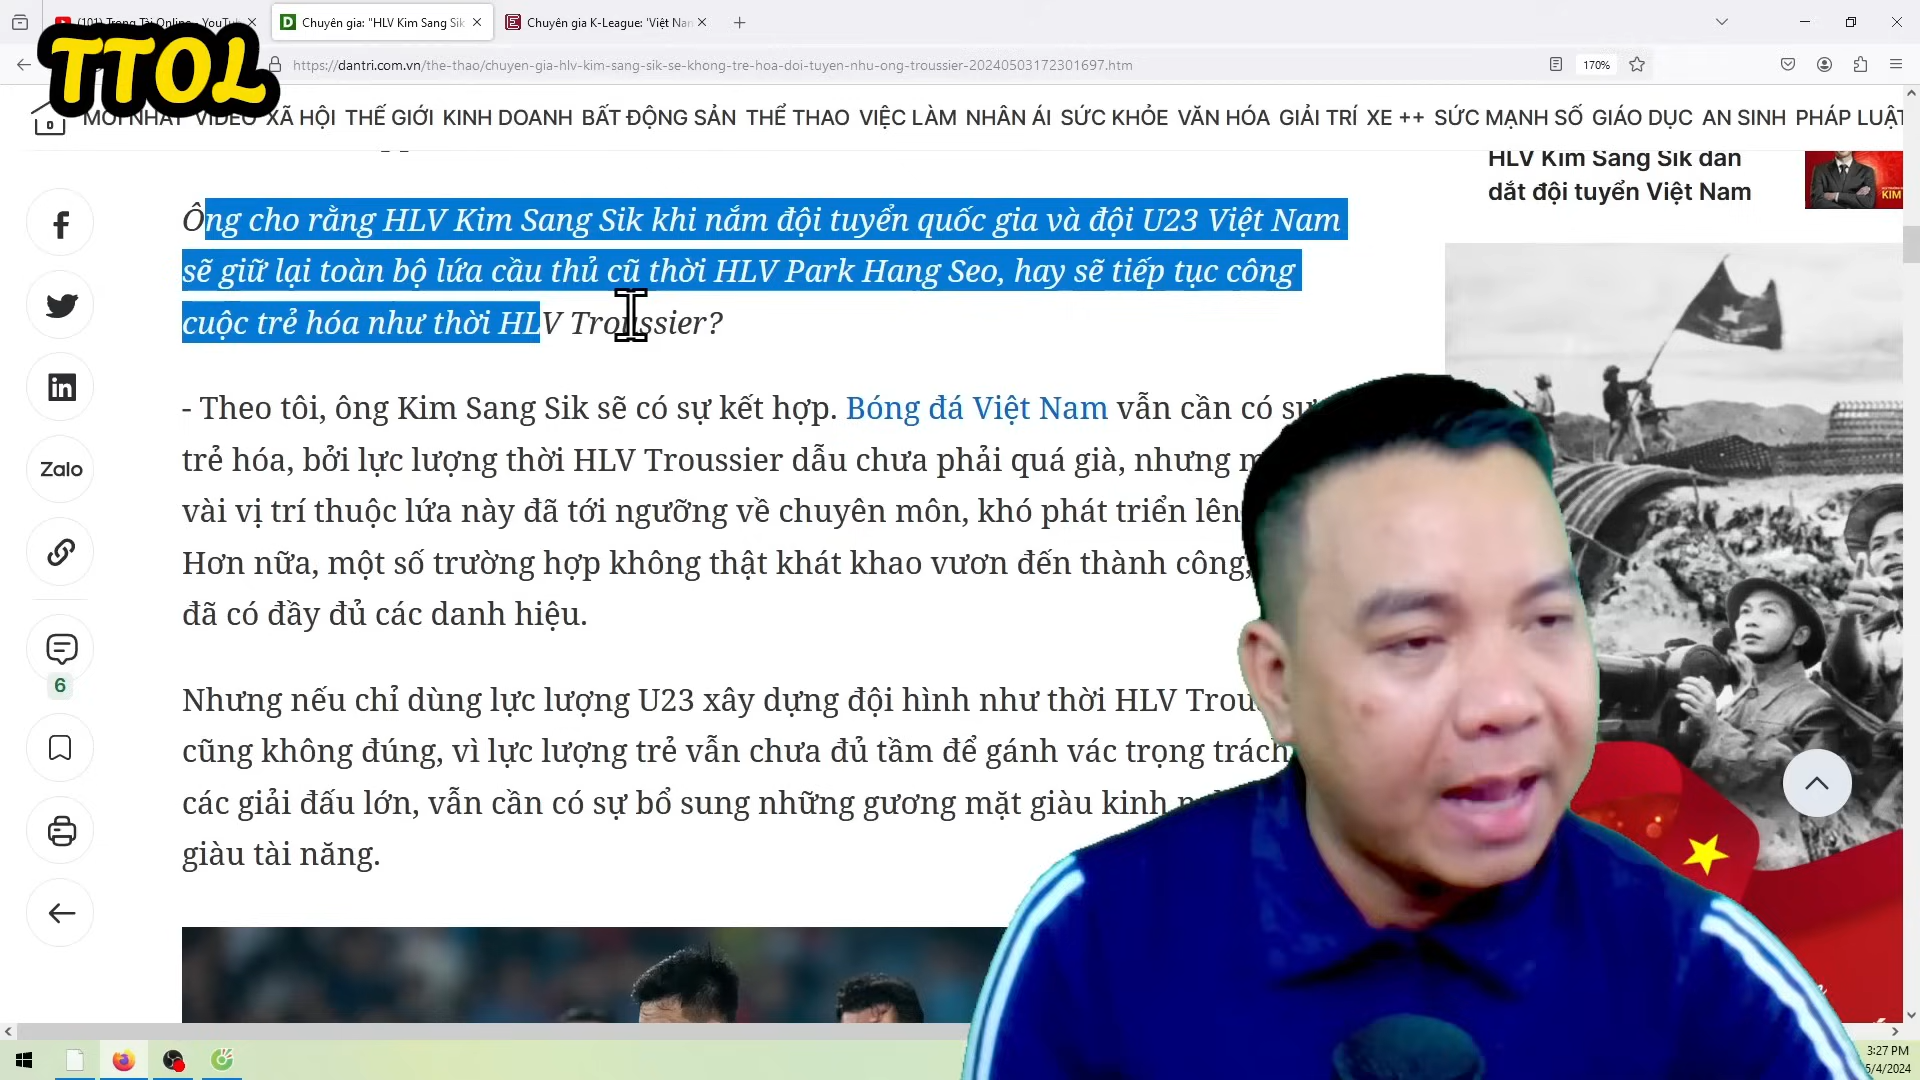 (101) Trọng Tài Online - YouTub
Chuyên gia: "HLV Kim Sang Sik
Chuyên gia K-League: 'Việt Nan
TTOL
https://dantri.com.vn/the-thao/chuyen-gia-hlv-kim-sang-sik-se-khong-tre-hoa-doi-tuyen-nhu-ong-troussier-20240503172301697.htm
170%
MỚI NHẤT VIDEO XÃ HỘI THẾ GIỚI KINH DOANH BẤT ĐỘNG SẢN THỂ THAO VIỆC LÀM NHÂN ÁI SỨC KHỎE VĂN HÓA GIẢI TRÍ XE ++ SỨC MẠNH SỐ GIÁO DỤC AN SINH PHÁP LUẬT
HLV Kim Sang Sik dẫn
dắt đội tuyển Việt Nam
KIM
Ông cho rằng HLV Kim Sang Sik khi nắm đội tuyển quốc gia và đội U23 Việt Nam
sẽ giữ lại toàn bộ lứa cầu thủ cũ thời HLV Park Hang Seo, hay sẽ tiếp tục công
cuộc trẻ hóa như thời HLV Troussier?
- Theo tôi, ông Kim Sang Sik sẽ có sự kết hợp. Bóng đá Việt Nam vẫn cần có sự
trẻ hóa, bởi lực lượng thời HLV Troussier dẫu chưa phải quá già, nhưng
vài vị trí thuộc lứa này đã tới ngưỡng về chuyên môn, khó phát triển lên
Hơn nữa, một số trường hợp không thật khát khao vươn đến thành công,
đã có đầy đủ các danh hiệu.
Nhưng nếu chỉ dùng lực lượng U23 xây dựng đội hình như thời HLV Trou
cũng không đúng, vì lực lượng trẻ vẫn chưa đủ tầm để gánh vác trọng trách
các giải đấu lớn, vẫn cần có sự bổ sung những gương mặt giàu kinh
giàu tài năng.
Zalo
6
3:27 PM
5/4/2024